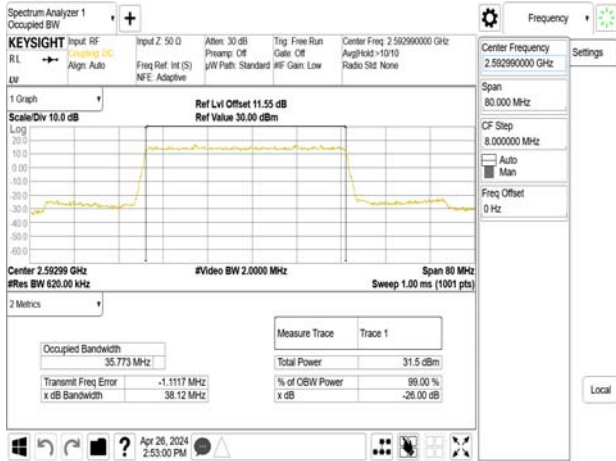 Spectrum Analyzer 1
Occupied BW
Frequency
KEYSIGHT
RL
Input: RF
Coupling: DC
Align: Auto
Input Z: 50 Ω
Freq Ref: Int (S)
NFE: Adaptive
Atten: 30 dB
Preamp: Off
µW Path: Standard
Trig: Free Run
Gate: Off
#IF Gain: Low
Center Freq: 2.592990000 GHz
Avg|Hold:>10/10
Radio Std: None
Center Frequency
2.592990000 GHz
Settings
Span
80.000 MHz
CF Step
8.000000 MHz
Auto
Man
Freq Offset
0 Hz
Local
1 Graph
Scale/Div 10.0 dB
Ref Lvl Offset 11.55 dB
Ref Value 30.00 dBm
Log
20.0
10.0
0.00
-10.0
-20.0
-30.0
-40.0
-50.0
-60.0
Center 2.59299 GHz
#Res BW 620.00 kHz
#Video BW 2.0000 MHz
Span 80 MHz
Sweep 1.00 ms (1001 pts)
2 Metrics
Measure Trace Trace 1
Occupied Bandwidth
35.773 MHz
Total Power 31.5 dBm
Transmit Freq Error -1.1117 MHz
% of OBW Power 99.00 %
x dB Bandwidth 38.12 MHz
x dB -26.00 dB
Apr 26, 2024
2:53:00 PM